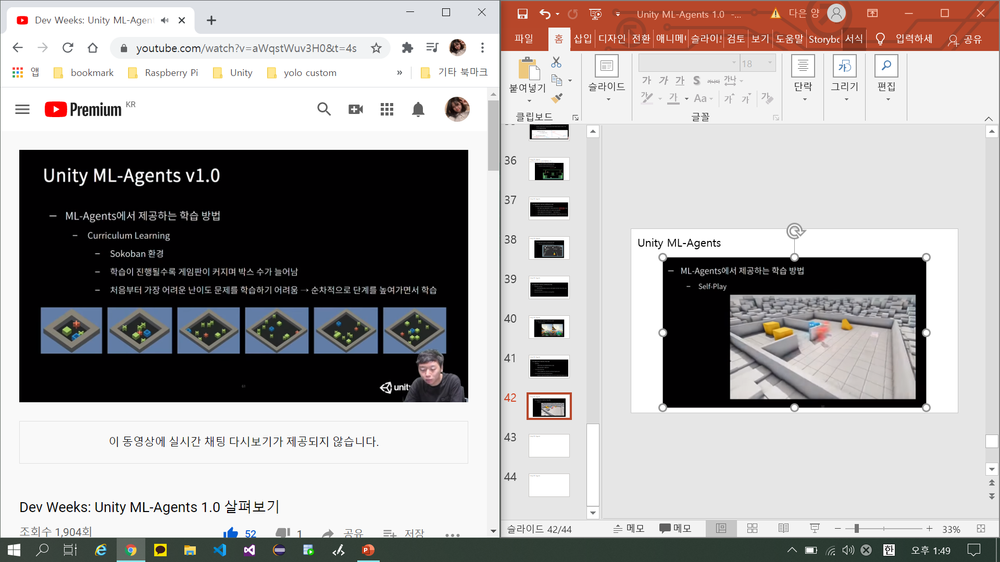 Dev Weeks: Unity ML-Agent
youtube.com/watch?v=aWqstWuv3H0&t=4s
앱
bookmark
Raspberry Pi
Unity
yolo custom
»
기타 북마크
Premium KR
Unity ML-Agents v1.0
– ML-Agents에서 제공하는 학습 방법
– Curriculum Learning
– Sokoban 환경
– 학습이 진행될수록 게임판이 커지며 박스 수가 늘어남
– 처음부터 가장 어려운 난이도 문제를 학습하기 어려움 → 순차적으로 단계를 높여가면서 학습
61
unity
이 동영상에 실시간 채팅 다시보기가 제공되지 않습니다.
Dev Weeks: Unity ML-Agents 1.0 살펴보기
조회수 1,904회
52
1
공유
저장
Unity ML-Agents 1.0 -...
다은 양
파일
홈
삽입
디자인
전환
애니메이
슬라이드
검토
보기
도움말
Storybo
서식
입력하세
공유
붙여넣기
클립보드
슬라이드
18
가 가 가 S 가나다 간나
가 가 Aa 가 가 가
글꼴
단락
그리기
편집
36
37
38
39
40
41
42
43
44
Unity ML-Agents
– ML-Agents에서 제공하는 학습 방법
– Self-Play
슬라이드 42/44
메모
메모
33%
한
오후 1:49